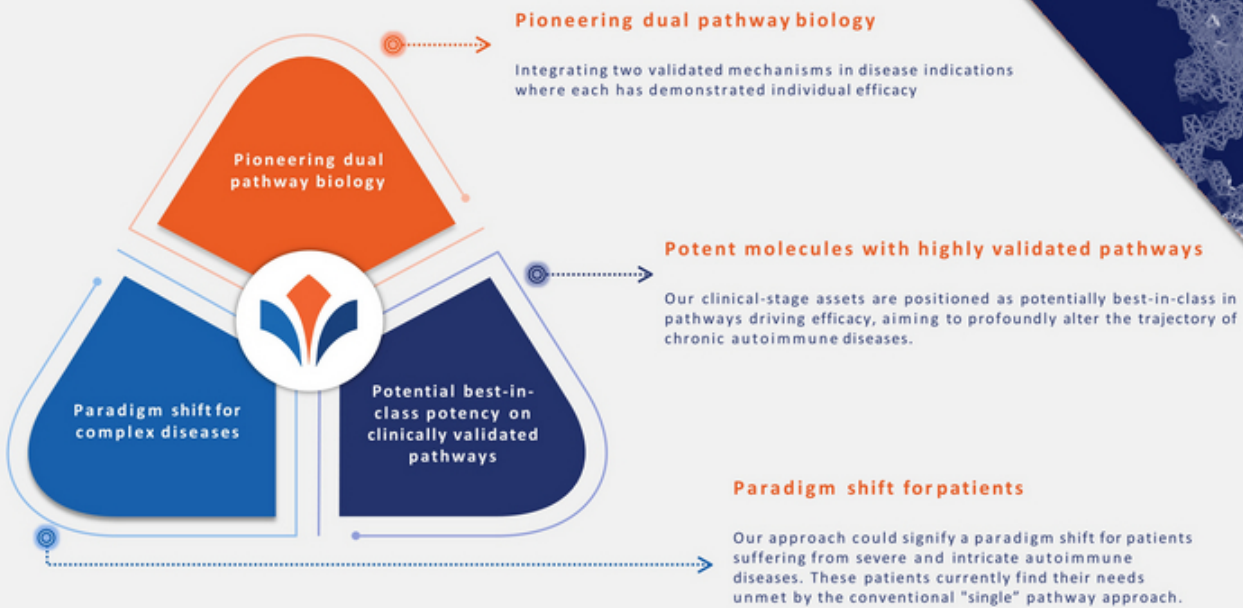 Pioneering dual pathway biology
Integrating two validated mechanisms in disease indications
where each has demonstrated individual efficacy
Pioneering dual
pathway biology
Potent molecules with highly validated pathways
Our clinical-stage assets are positioned as potentially best-in-class in
pathways driving efficacy, aiming to profoundly alter the trajectory of
chronic autoimmune diseases.
Paradigm shift for
complex diseases
Potential best-in-
class potency on
clinically validated
pathways
Paradigm shift for patients
Our approach could signify a paradigm shift for patients
suffering from severe and intricate autoimmune
diseases. These patients currently find their needs
unmet by the conventional "single" pathway approach.